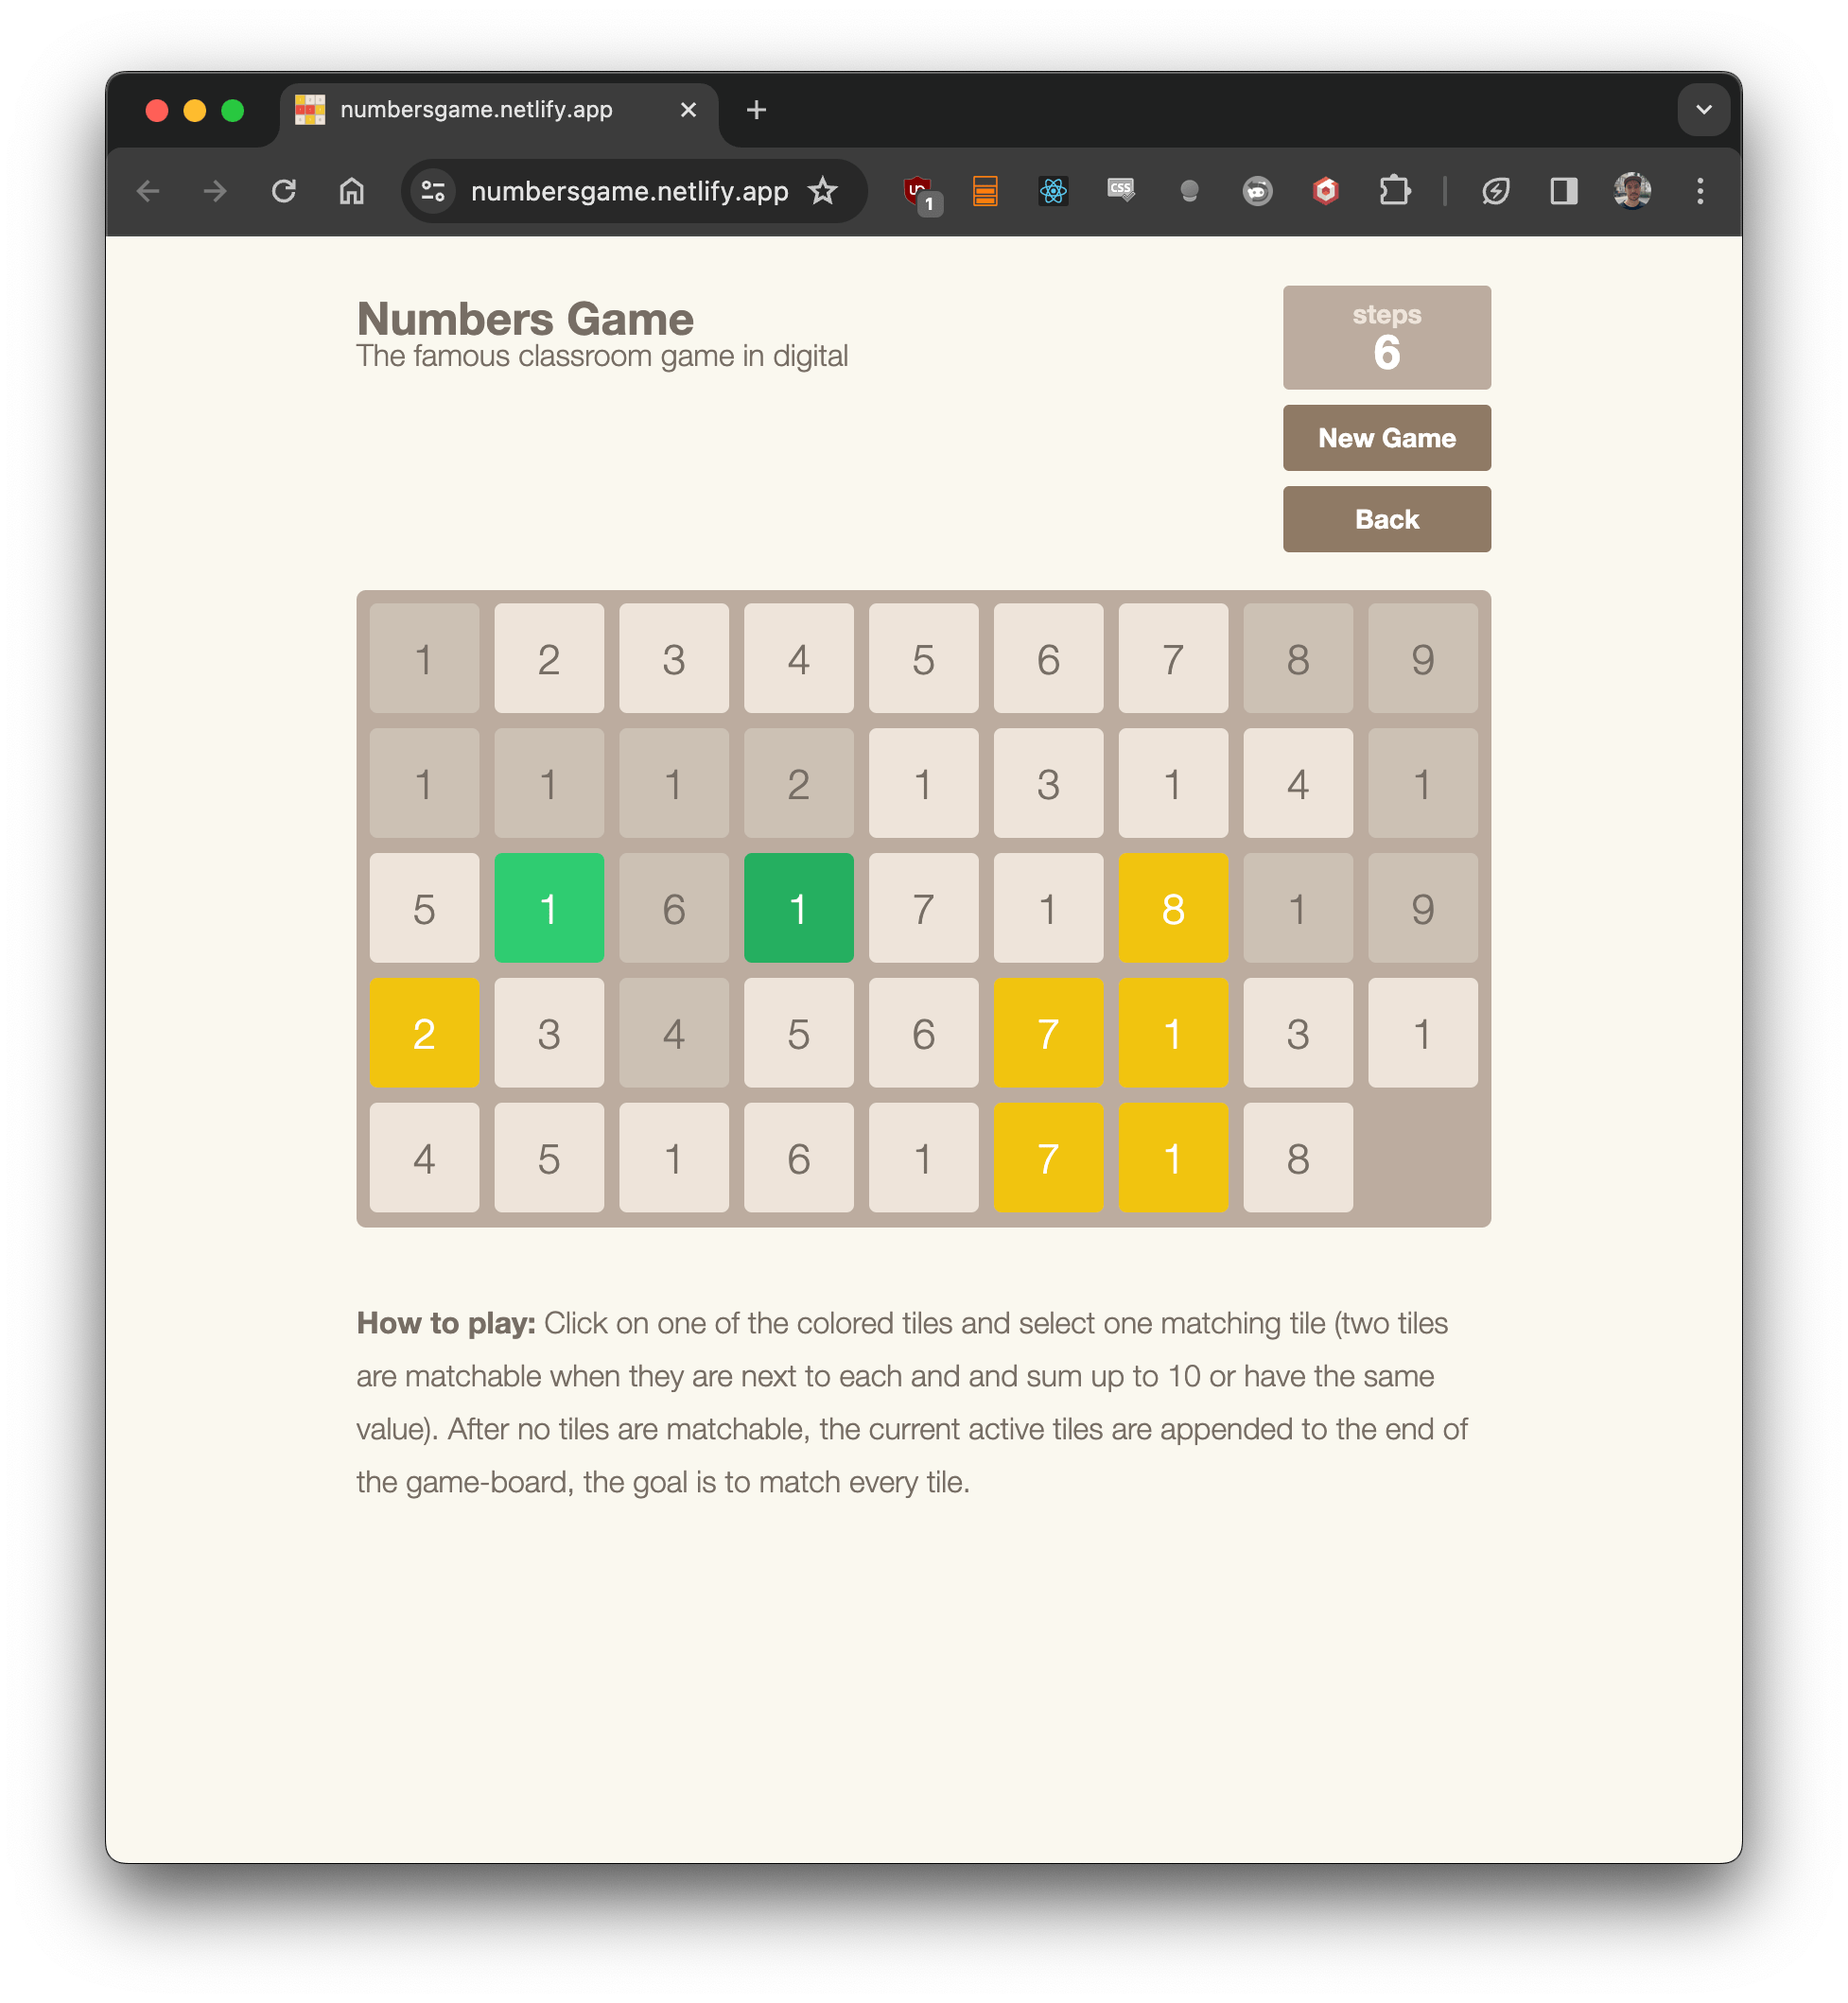 numbersgame.netlify.app
numbersgame.netlify.app
UD
1
CSS
Numbers Game
The famous classroom game in digital
steps
6
New Game
Back
1 2 3 4 5 6 7 8 9
1 1 1 2 1 3 1 4 1
5 1 6 1 7 1 8 1 9
2 3 4 5 6 7 1 3 1
4 5 1 6 1 7 1 8
How to play: Click on one of the colored tiles and select one matching tile (two tiles
are matchable when they are next to each and and sum up to 10 or have the same
value). After no tiles are matchable, the current active tiles are appended to the end of
the game-board, the goal is to match every tile.